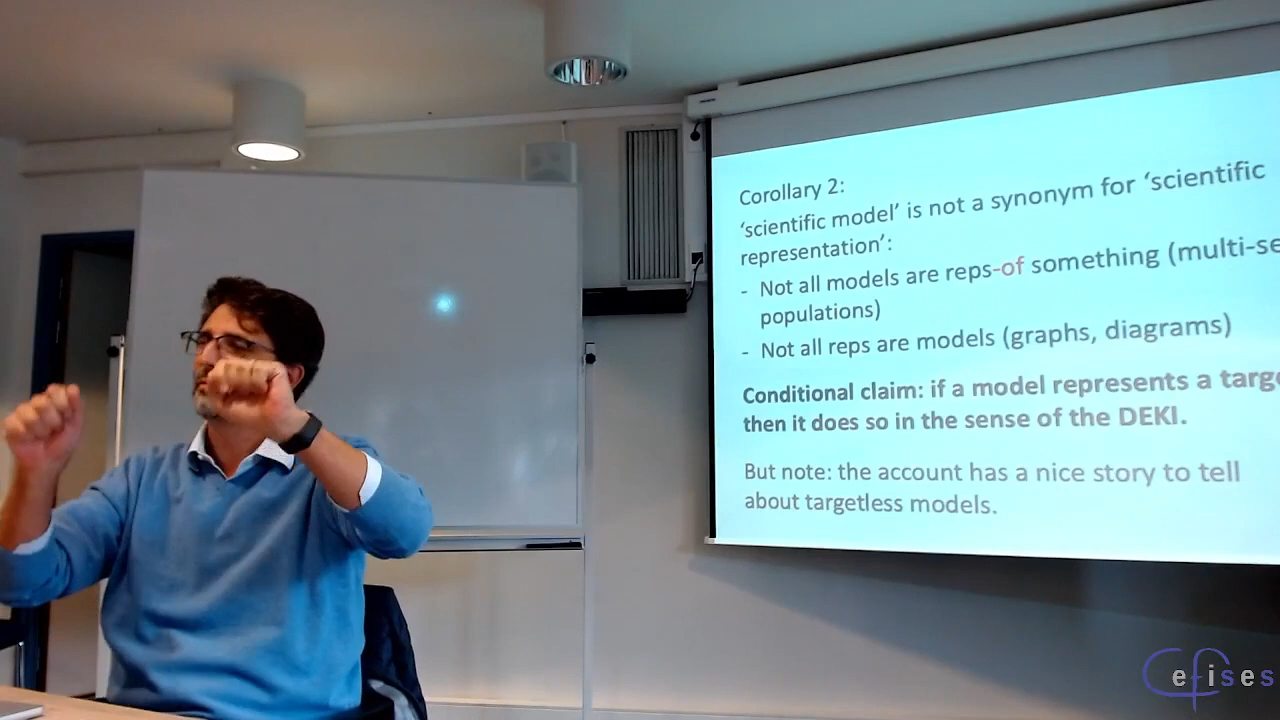 Corollary 2:
‘scientific model’ is not a synonym for ‘scientific
representation’:
- Not all models are reps-of something (multi-se
populations)
- Not all reps are models (graphs, diagrams)
Conditional claim: if a model represents a targe
then it does so in the sense of the DEKI.
But note: the account has a nice story to tell
about targetless models.
Cefises